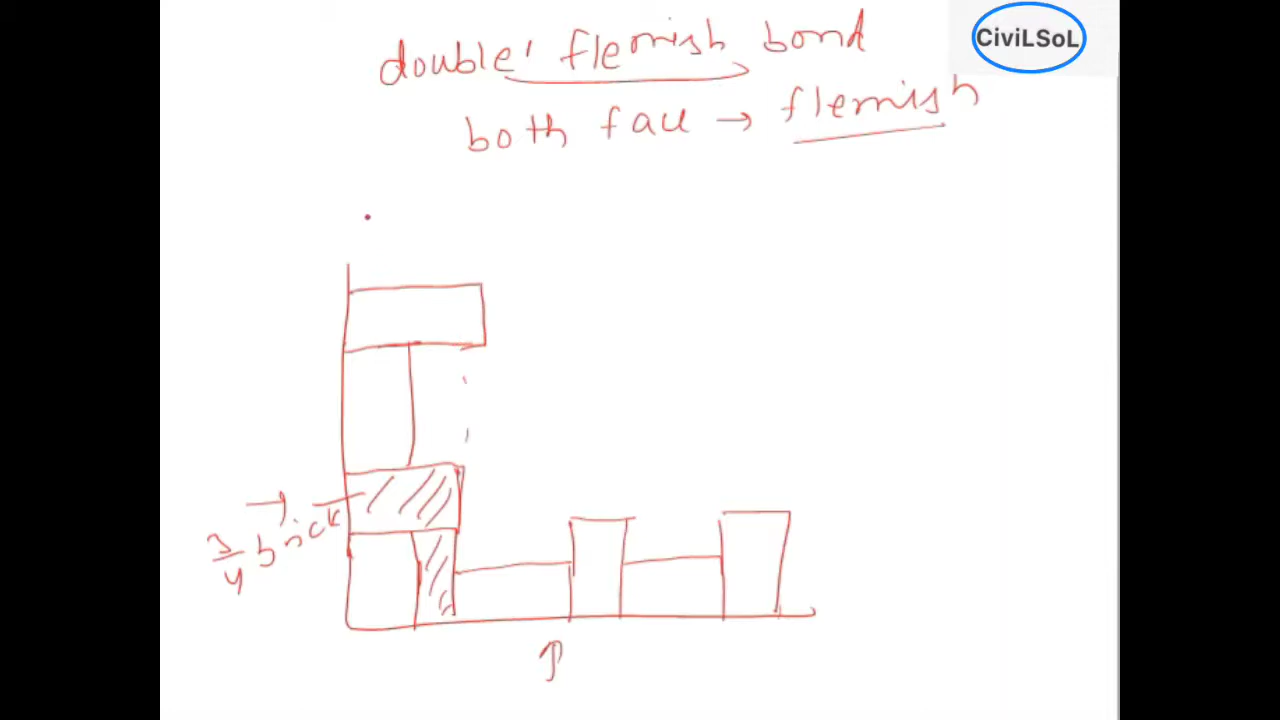 CiviLSoL
double' flemish bond
both face → flemish
3/4 brick